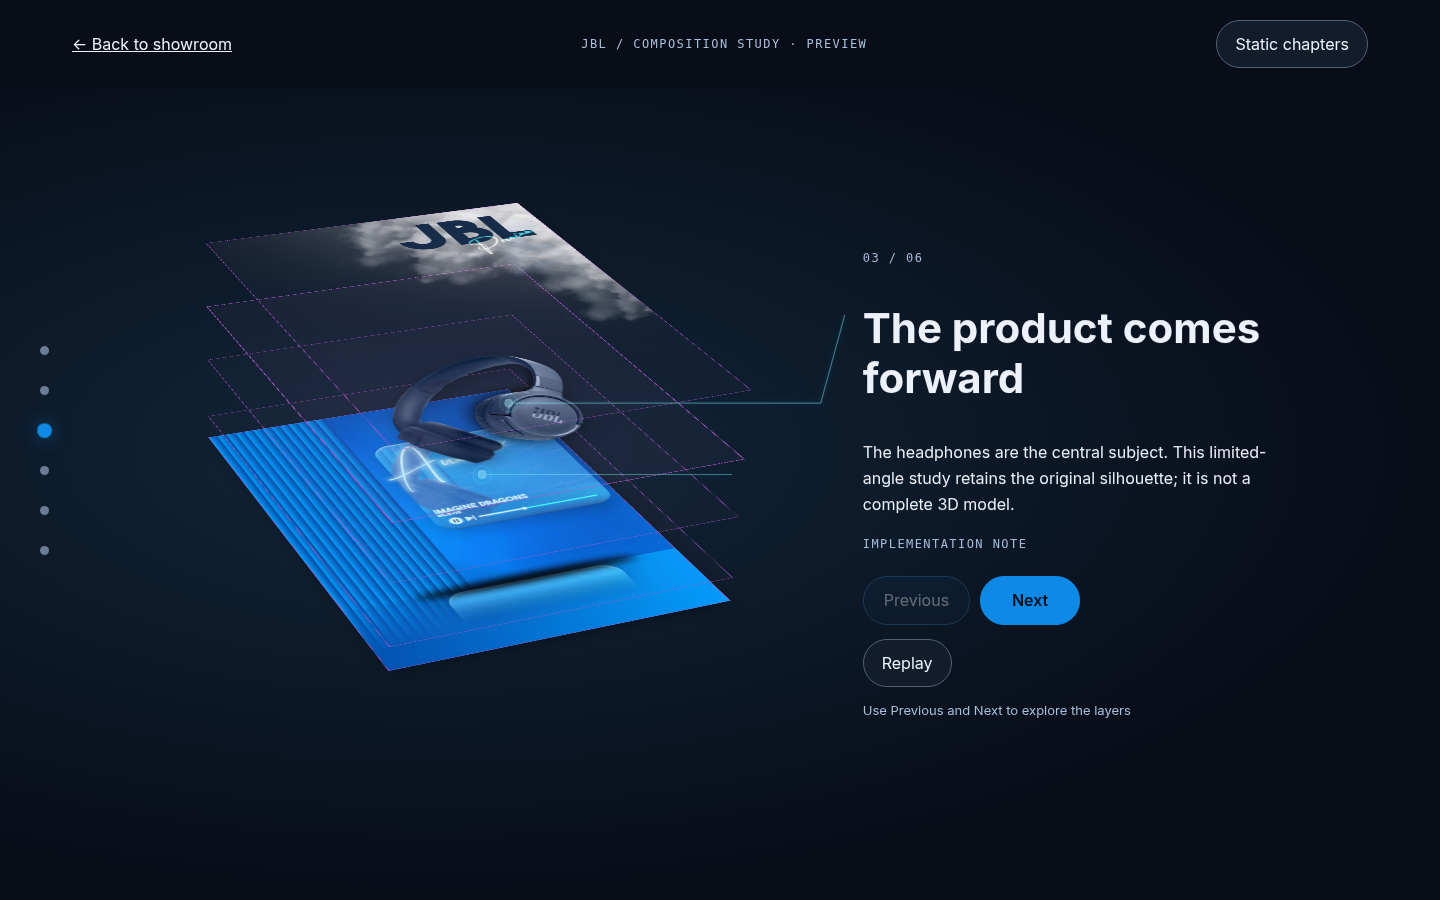 ← Back to showroom
JBL / COMPOSITION STUDY · PREVIEW
Static chapters
JBL
03 / 06
The product comes
forward
JBL
The headphones are the central subject. This limited-
angle study retains the original silhouette; it is not a
complete 3D model.
IMAGINE DRAGONS
IMPLEMENTATION NOTE
Previous
Next
Replay
Use Previous and Next to explore the layers